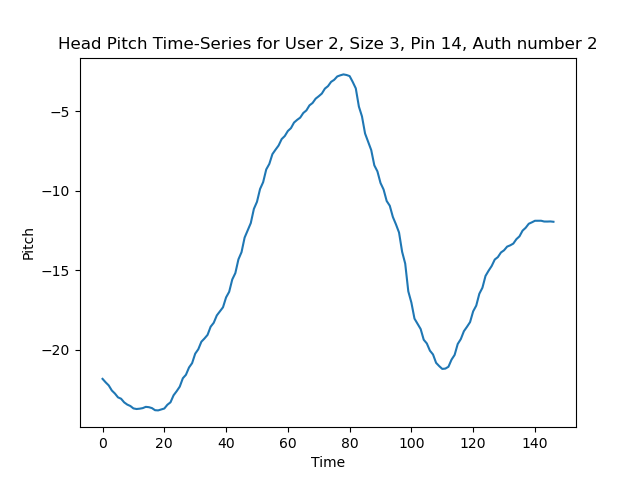 Head Pitch Time-Series for User 2, Size 3, Pin 14, Auth number 2
−5
−10
−15
−20
Pitch
0 20 40 60 80 100 120 140
Time